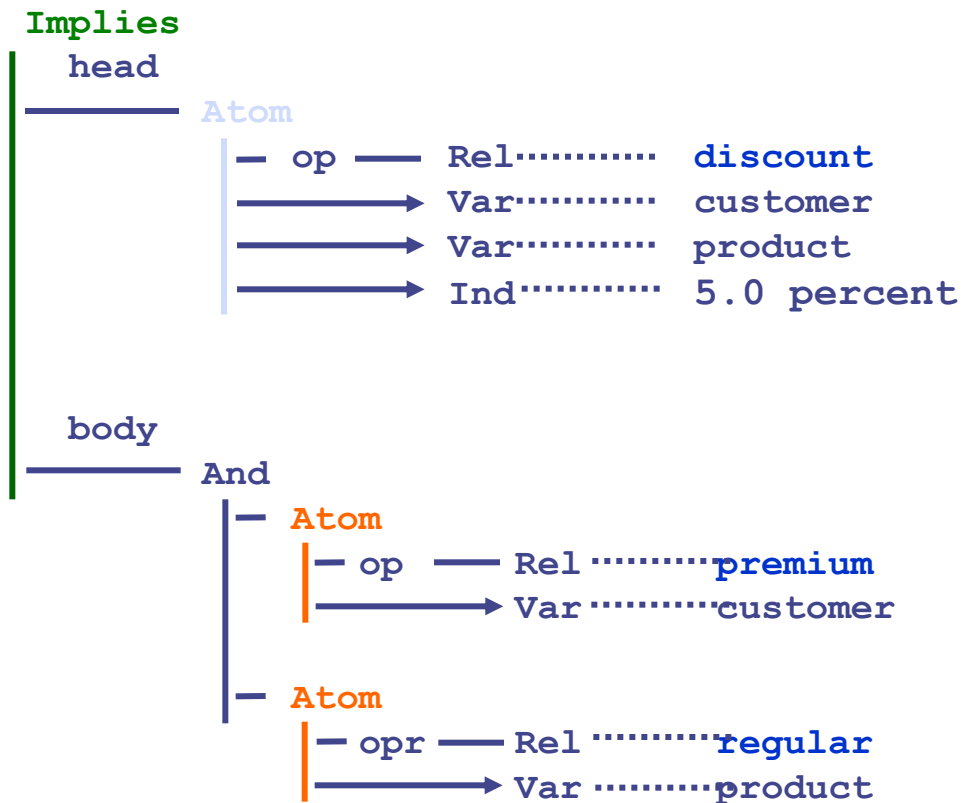 Implies
head
Atom
op Rel discount
Var customer
Var product
Ind 5.0 percent
body
And
Atom
op Rel premium
Var customer
Atom
opr Rel regular
Var product